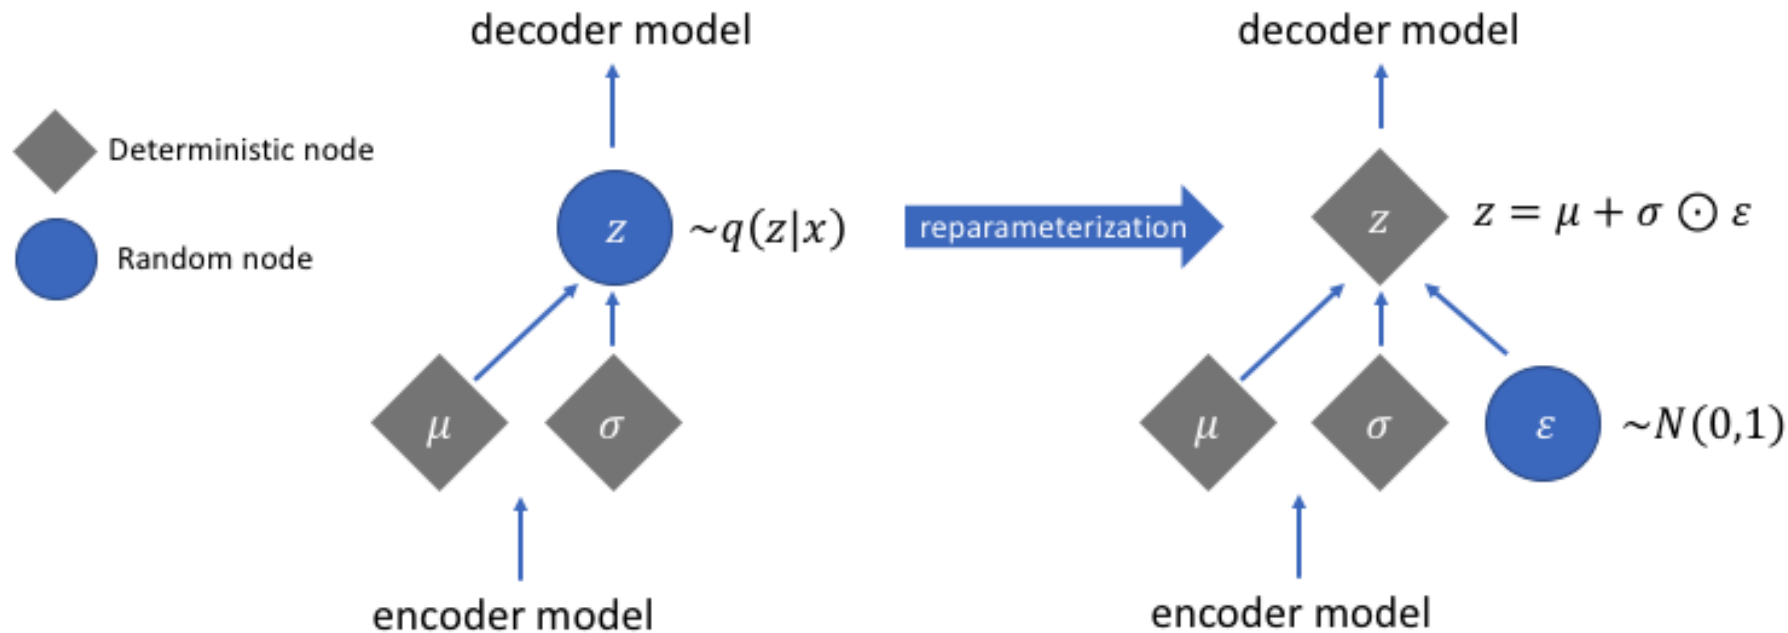 decoder model
decoder model
Deterministic node
Random node
z ~q(z|x)
reparameterization
z z = μ + σ ⊙ ε
μ σ
μ σ ε ~N(0,1)
encoder model
encoder model